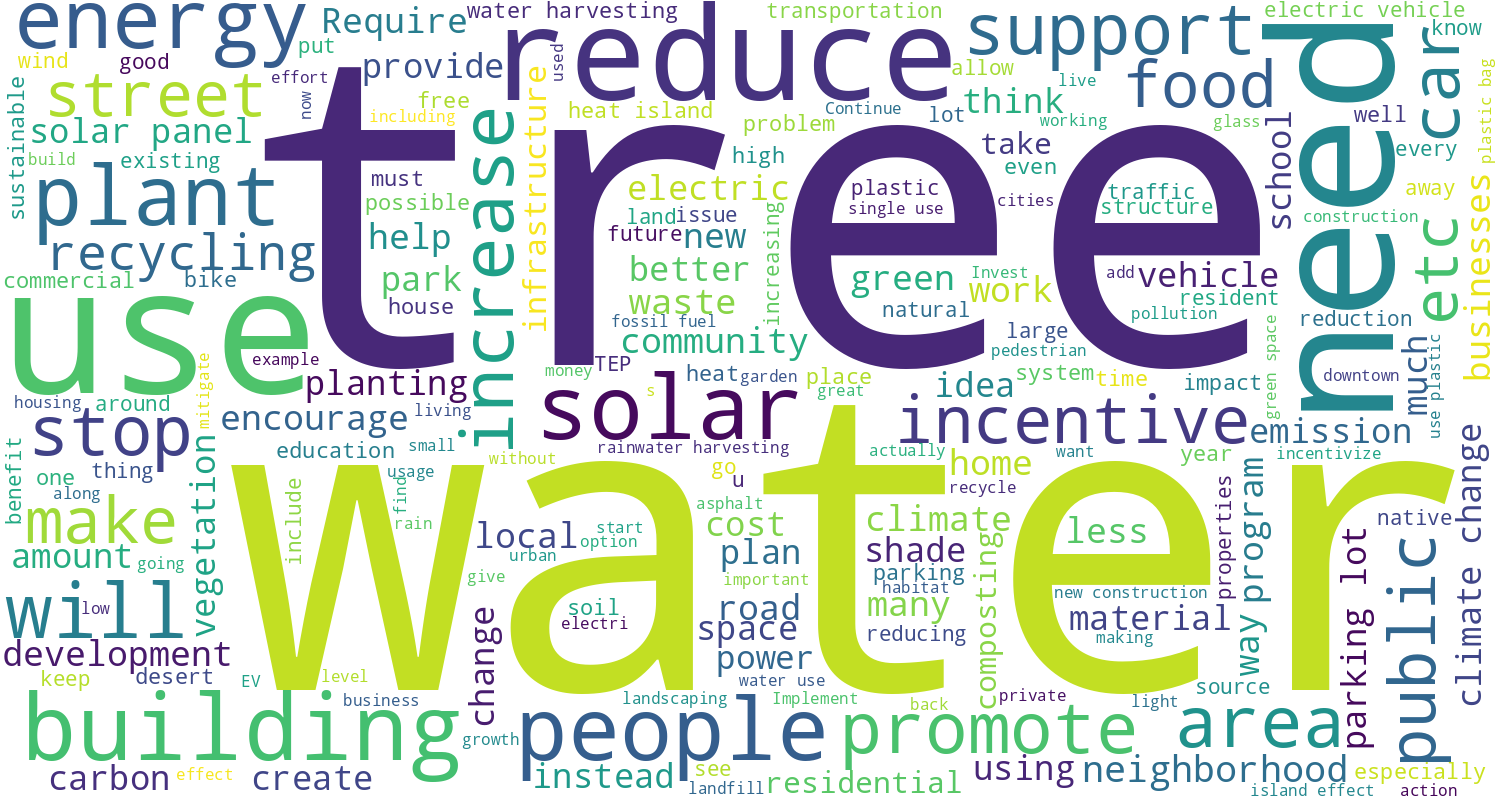 energy
Require
water harvesting
transportation
electric vehicle
put
reduce
support
know
wind
good
provide
used
allow
need
car
plastic bag
effort
live
street
now
free
heat island
Continue
think
food
sustainable
including
infrastructure
problem
lot
working
glass
well
solar panel
increase
tree
high
take
school
every
build
existing
even
businesses
plant
must
electric
plastic
traffic
away
possible
single use
cities
structure
construction
help
land
issue
future
new
increasing
etc
recycling
park
better
green
Invest
add
vehicle
commercial
bike
waste
work
resident
use
house
natural
pollution
reduction
fossil fuel
large
community
pedestrian
green space
use plastic
much
example
TEP
system
downtown
mitigate
planting
money
heat
garden
place
idea
time
impact
housing
around
s
great
stop
encourage
living
solar
incentive
emission
climate change
benefit
vegetation
education
small
rainwater harvesting
actually
want
year
incentivize
one
thing
usage
without
go
home
program
along
find
u
recycle
properties
make
include
rain
water
asphalt
native
local
start
cost
climate
less
public
parking lot
amount
going
option
urban
plan
shade
composting
way
give
important
parking
will
low
soil
habitat
new construction
electri
road
many
material
change
space
reducing
making
development
power
keep
desert
EV
level
water use
source
building
business
landscaping
Implement
private
light
people
back
growth
promote
area
carbon
effect
create
instead
see
residential
using
neighborhood
especially
landfill
island effect
action